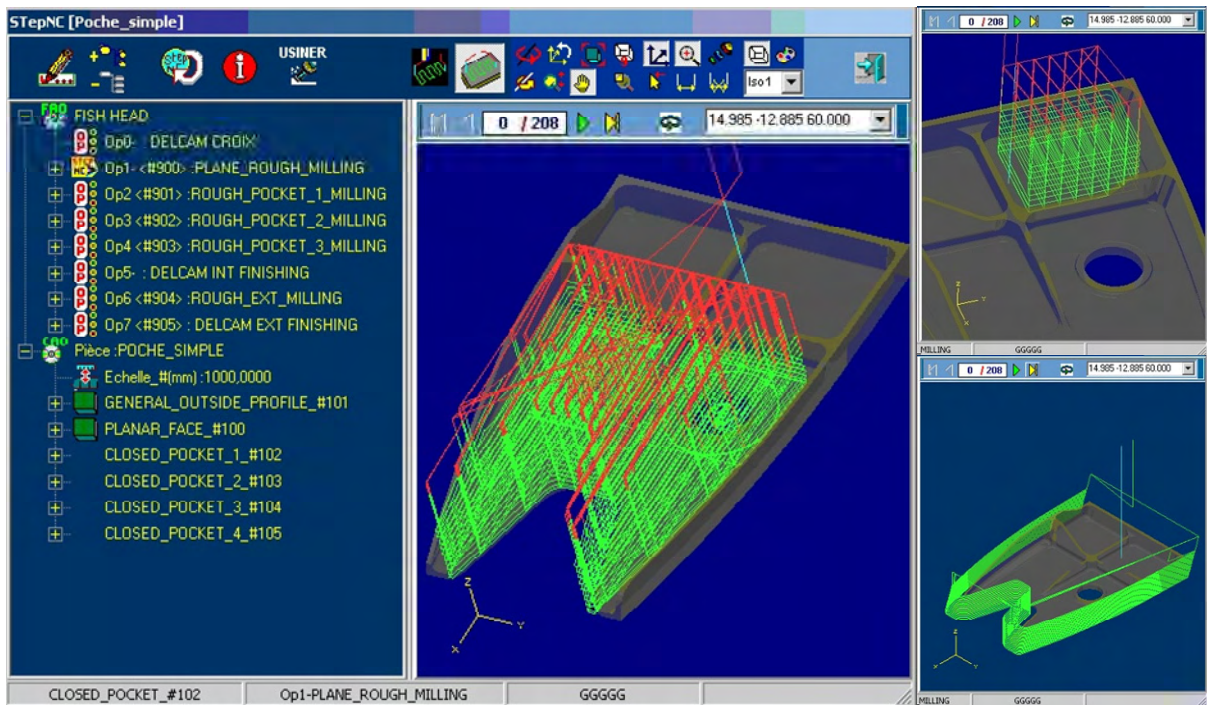 STepNC [Poche_simple]
USINER
Iso1
FAO
FISH HEAD
Op0- : DELCAM CROIX
Op1-<#900> :PLANE_ROUGH_MILLING
Op2 <#901> :ROUGH_POCKET_1_MILLING
Op3 <#902> :ROUGH_POCKET_2_MILLING
Op4 <#903> :ROUGH_POCKET_3_MILLING
Op5- : DELCAM INT FINISHING
Op6 <#904> :ROUGH_EXT_MILLING
Op7 <#905> : DELCAM EXT FINISHING
CAO
Pièce :POCHE_SIMPLE
Echelle_#(mm) :1000,0000
GENERAL_OUTSIDE_PROFILE_#101
PLANAR_FACE_#100
CLOSED_POCKET_1_#102
CLOSED_POCKET_2_#103
CLOSED_POCKET_3_#104
CLOSED_POCKET_4_#105
0 / 208
14.985 -12.885 60.000
Z
Y
X
CLOSED_POCKET_#102
Op1-PLANE_ROUGH_MILLING
GGGGG
0 / 208
14.985 -12.885 60.000
Z
Y
X
MILLING
GGGGG
0 / 208
14.985 -12.885 60.000
Z
Y
X
MILLING
GGGGG